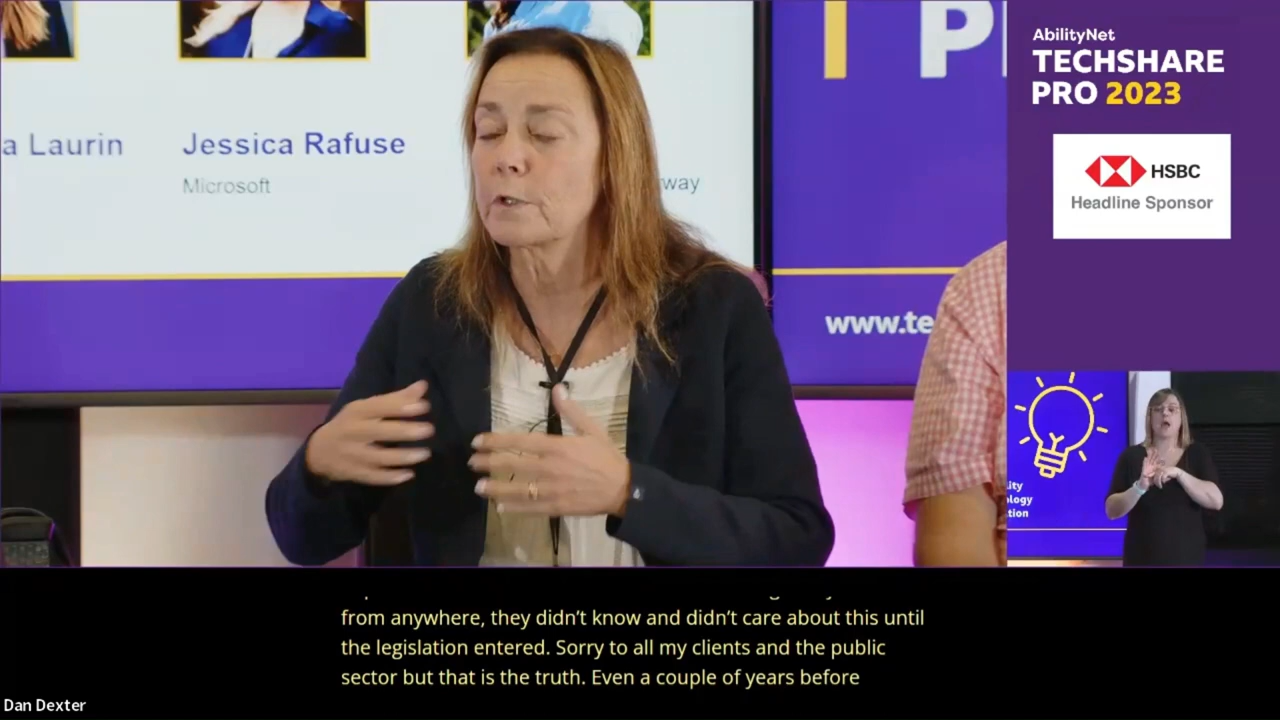 a Laurin
Jessica Rafuse
Microsoft
way
P
www.te
AbilityNet
TECHSHARE
PRO 2023
HSBC
Headline Sponsor
ility
ology
tion
from anywhere, they didn’t know and didn’t care about this until
the legislation entered. Sorry to all my clients and the public
sector but that is the truth. Even a couple of years before
Dan Dexter